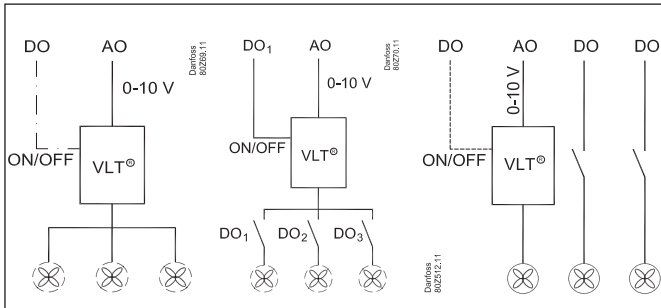 DO
AO
Danfoss
80Z69.11
0-10 V
ON/OFF
VLT®
DO1
AO
Danfoss
80Z70.11
0-10 V
ON/OFF
VLT®
DO1
DO2
DO3
DO
AO
DO
DO
0-10 V
ON/OFF
VLT®
Danfoss
80Z512.11